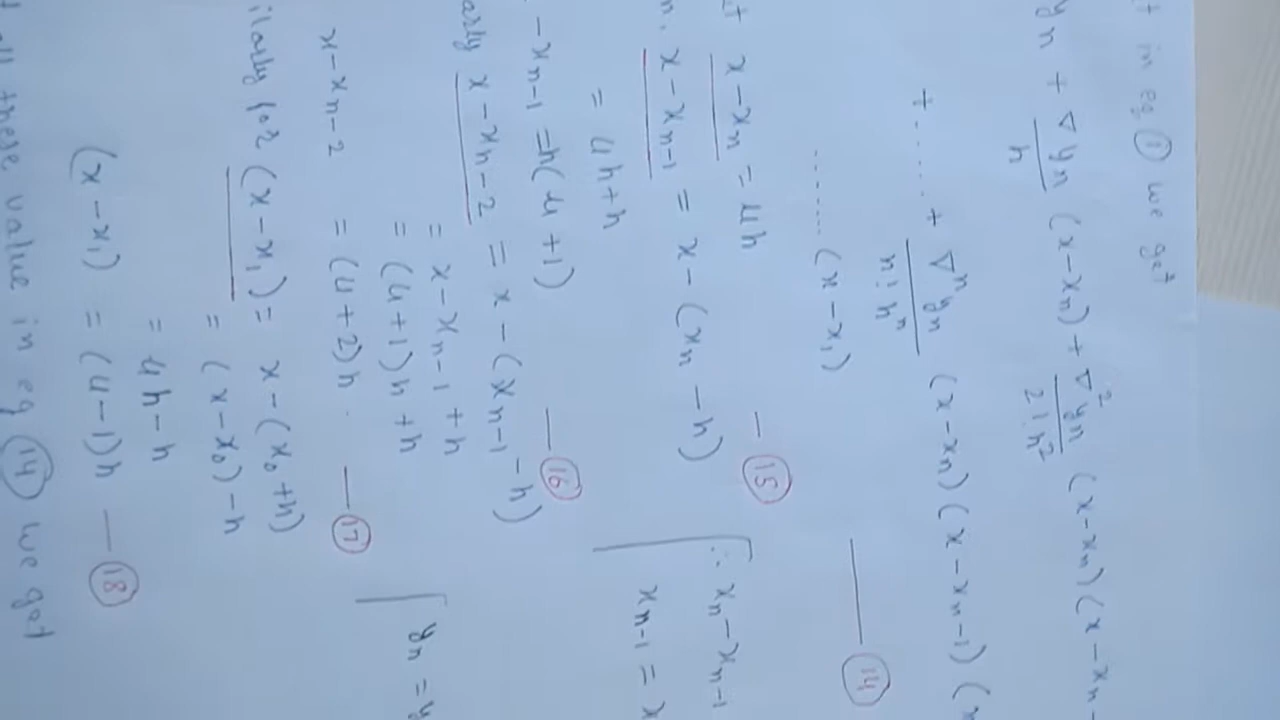 in eq ① we get
yn + ∇yn/h (x-xn) + ∇²yn/2!h² (x-xn)(x-xn-
+ ...... + ∇ⁿyn/n!hⁿ (x-xn)(x-xn-1)(x
....... (x-x₁) — ⑭
x-xn = uh — ⑮
x-xn-1 = x-(xn-h) ∵ xn-xn-1
= uh+h xn-1 = x
-xn-1 = h(u+1) — ⑯
x-xn-2 = x-(xn-1-h)
= x-xn-1+h
= (u+1)h+h yn = y
x-xn-2 = (u+2)h. — ⑰
for (x-x₁) = x-(x₀+h)
= (x-x₀)-h
= uh-h
(x-x₁) = (u-1)h — ⑱
all these value in eq ⑭ we get